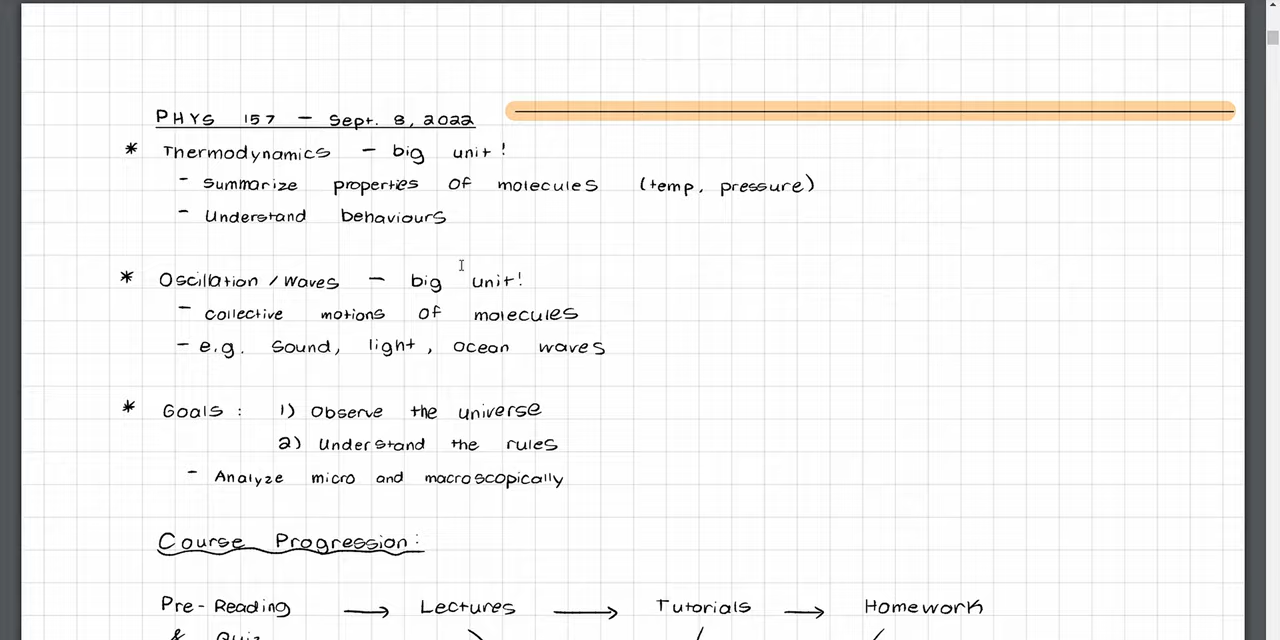 PHYS 157 - Sept. 8, 2022
* Thermodynamics - big unit!
- Summarize properties of molecules (temp, pressure)
- Understand behaviours
* Oscillation/Waves - big unit!
- collective motions of molecules
- e.g. Sound, light, ocean waves
* Goals: 1) Observe the universe
2) Understand the rules
- Analyze micro and macroscopically
Course Progression:
Pre-Reading → Lectures → Tutorials → Homework
& Quiz